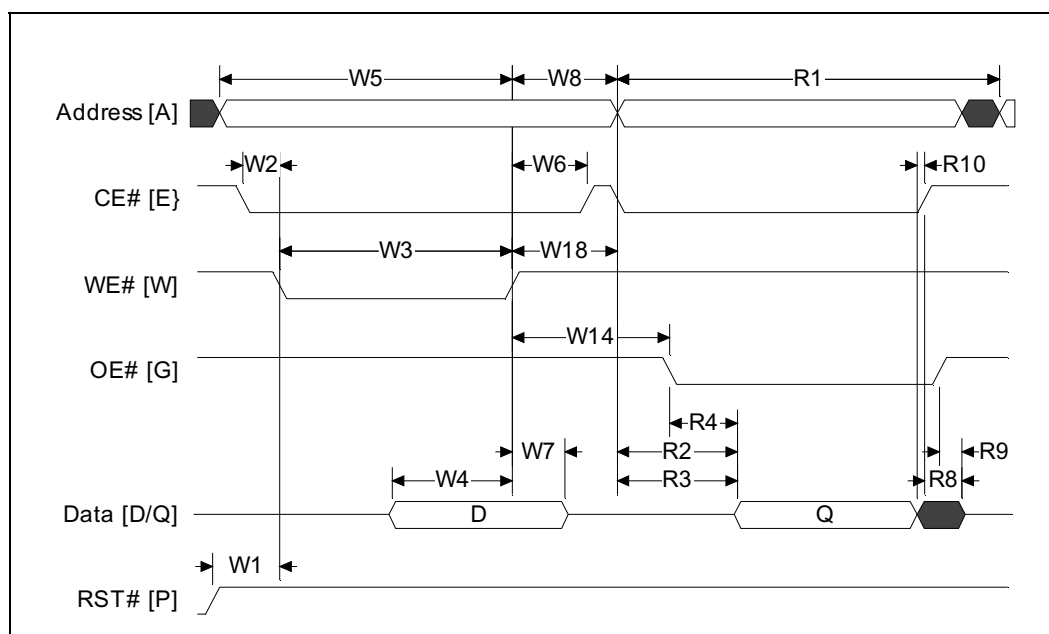 W5 W8 R1
Address [A]
W2 W6 R10
CE# [E}
W3 W18
WE# [W]
W14
OE# [G]
R4
W7 R2 R9
W4 R3 R8
Data [D/Q] D Q
W1
RST# [P]